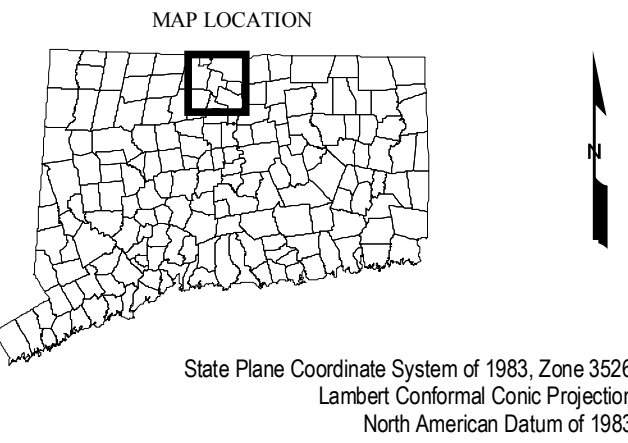 MAP LOCATION
N
State Plane Coordinate System of 1983, Zone 3526
Lambert Conformal Conic Projection
North American Datum of 1983